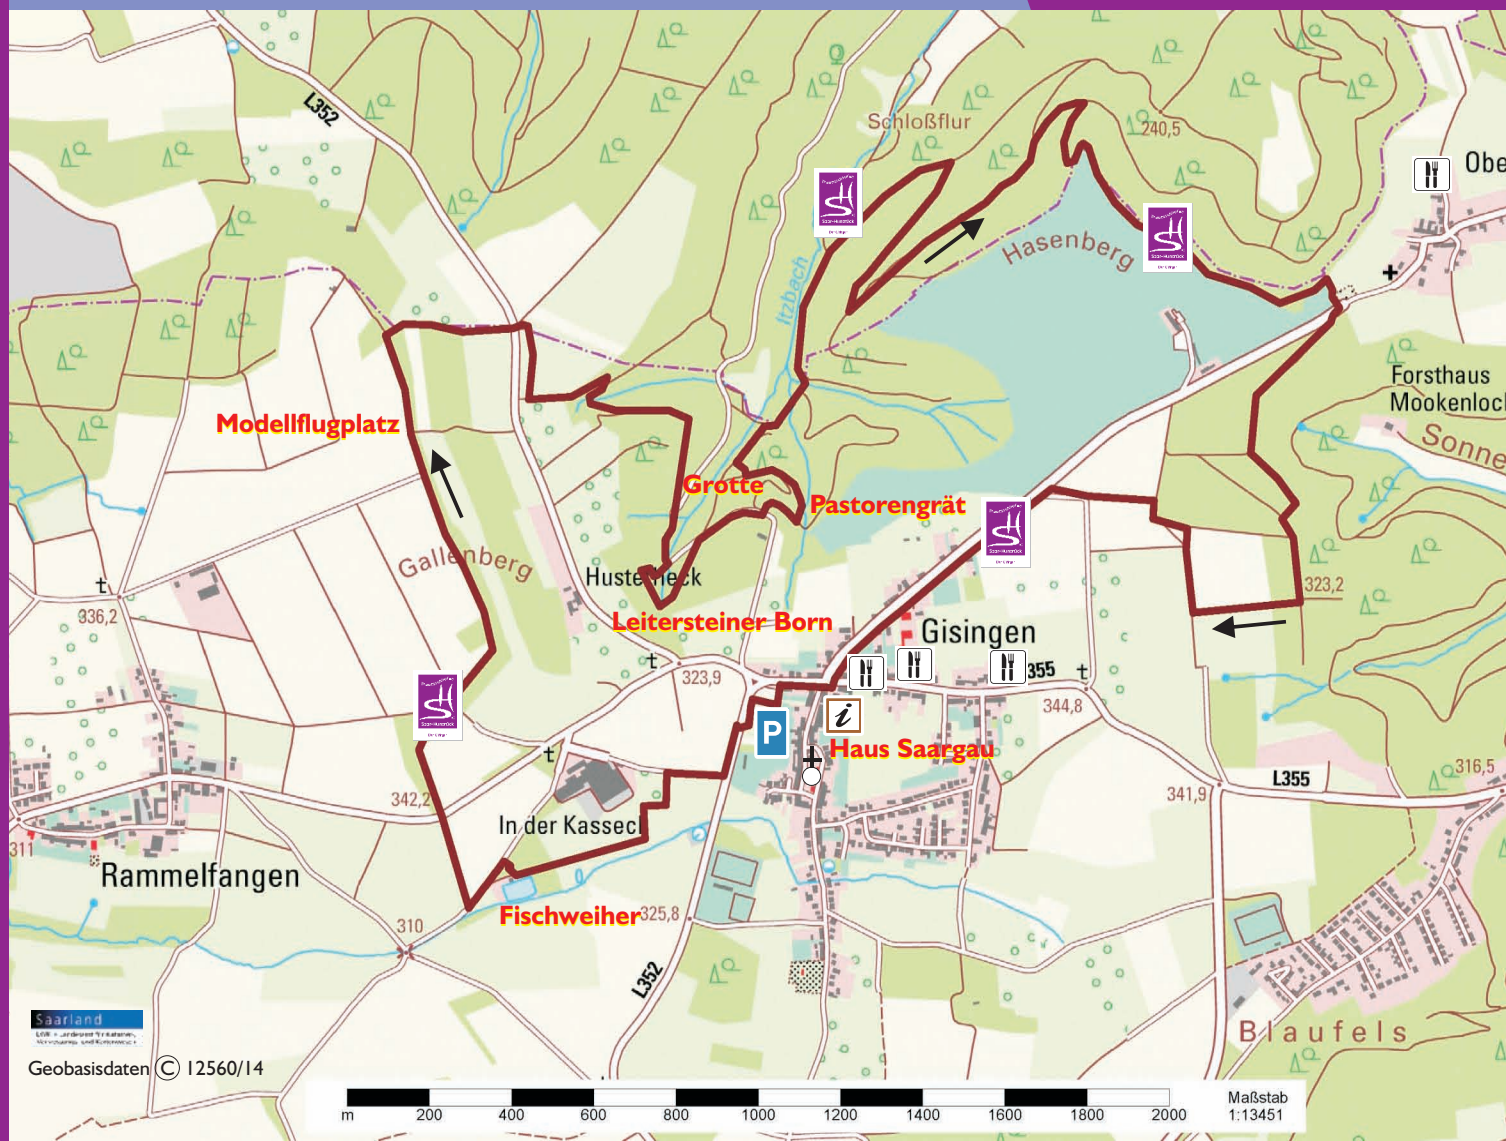 L352
Schloßflur
240,5
Obe
Hasenberg
Itzbach
Forsthaus
Mookenloch
Sonne
Modellflugplatz
Grotte
Pastorengrät
Gallenberg
Leitersteiner Born
323,2
336,2
Gisingen
323,9
355
344,8
P
i
Haus Saargau
342,2
341,9
L355
316,5
In der Kasseck
311
Rammelfangen
Fischweiher
325,8
310
L352
Blaufels
Saarland
Geobasisdaten © 12560/14
m 200 400 600 800 1000 1200 1400 1600 1800 2000
Maßstab
1:13451